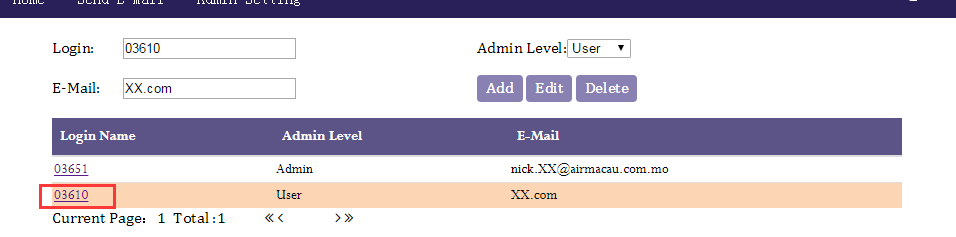 Home Send E-Mail Admin Setting
Login: 03610 Admin Level: User
E-Mail: XX.com Add Edit Delete
Login Name Admin Level E-Mail
03651 Admin nick.XX@airmacau.com.mo
03610 User XX.com
Current Page: 1 Total:1 «< >»